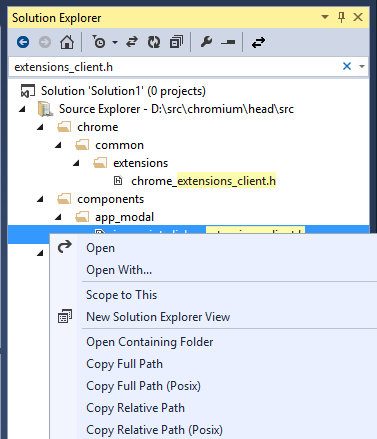 Solution Explorer
extensions_client.h
Solution 'Solution1' (0 projects)
Source Explorer - D:\src\chromium\head\src
chrome
common
extensions
chrome_extensions_client.h
components
app_modal
Open
Open With...
Scope to This
New Solution Explorer View
Open Containing Folder
Copy Full Path
Copy Full Path (Posix)
Copy Relative Path
Copy Relative Path (Posix)